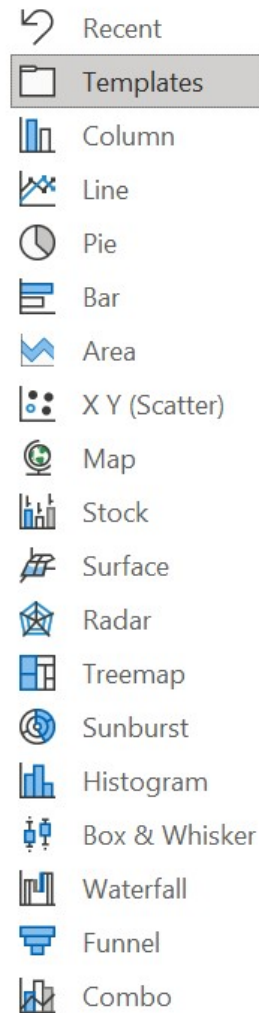 Recent
Templates
Column
Line
Pie
Bar
Area
X Y (Scatter)
Map
Stock
Surface
Radar
Treemap
Sunburst
Histogram
Box & Whisker
Waterfall
Funnel
Combo